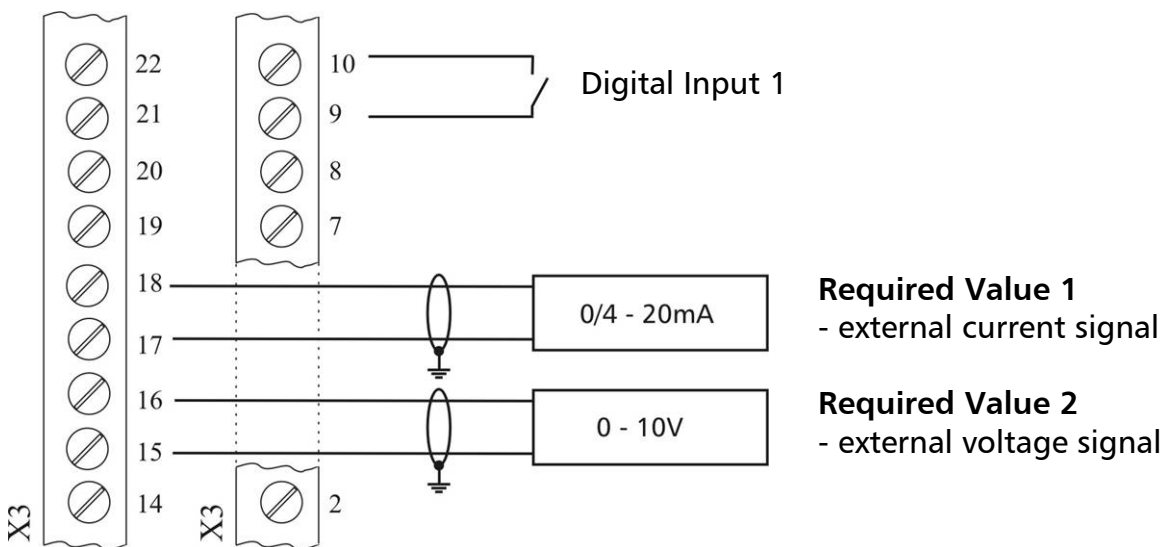 22
21
20
19
18
17
16
15
14
X3
10
9
8
7
2
X3
Digital Input 1
0/4 - 20mA
Required Value 1
- external current signal
0 - 10V
Required Value 2
- external voltage signal